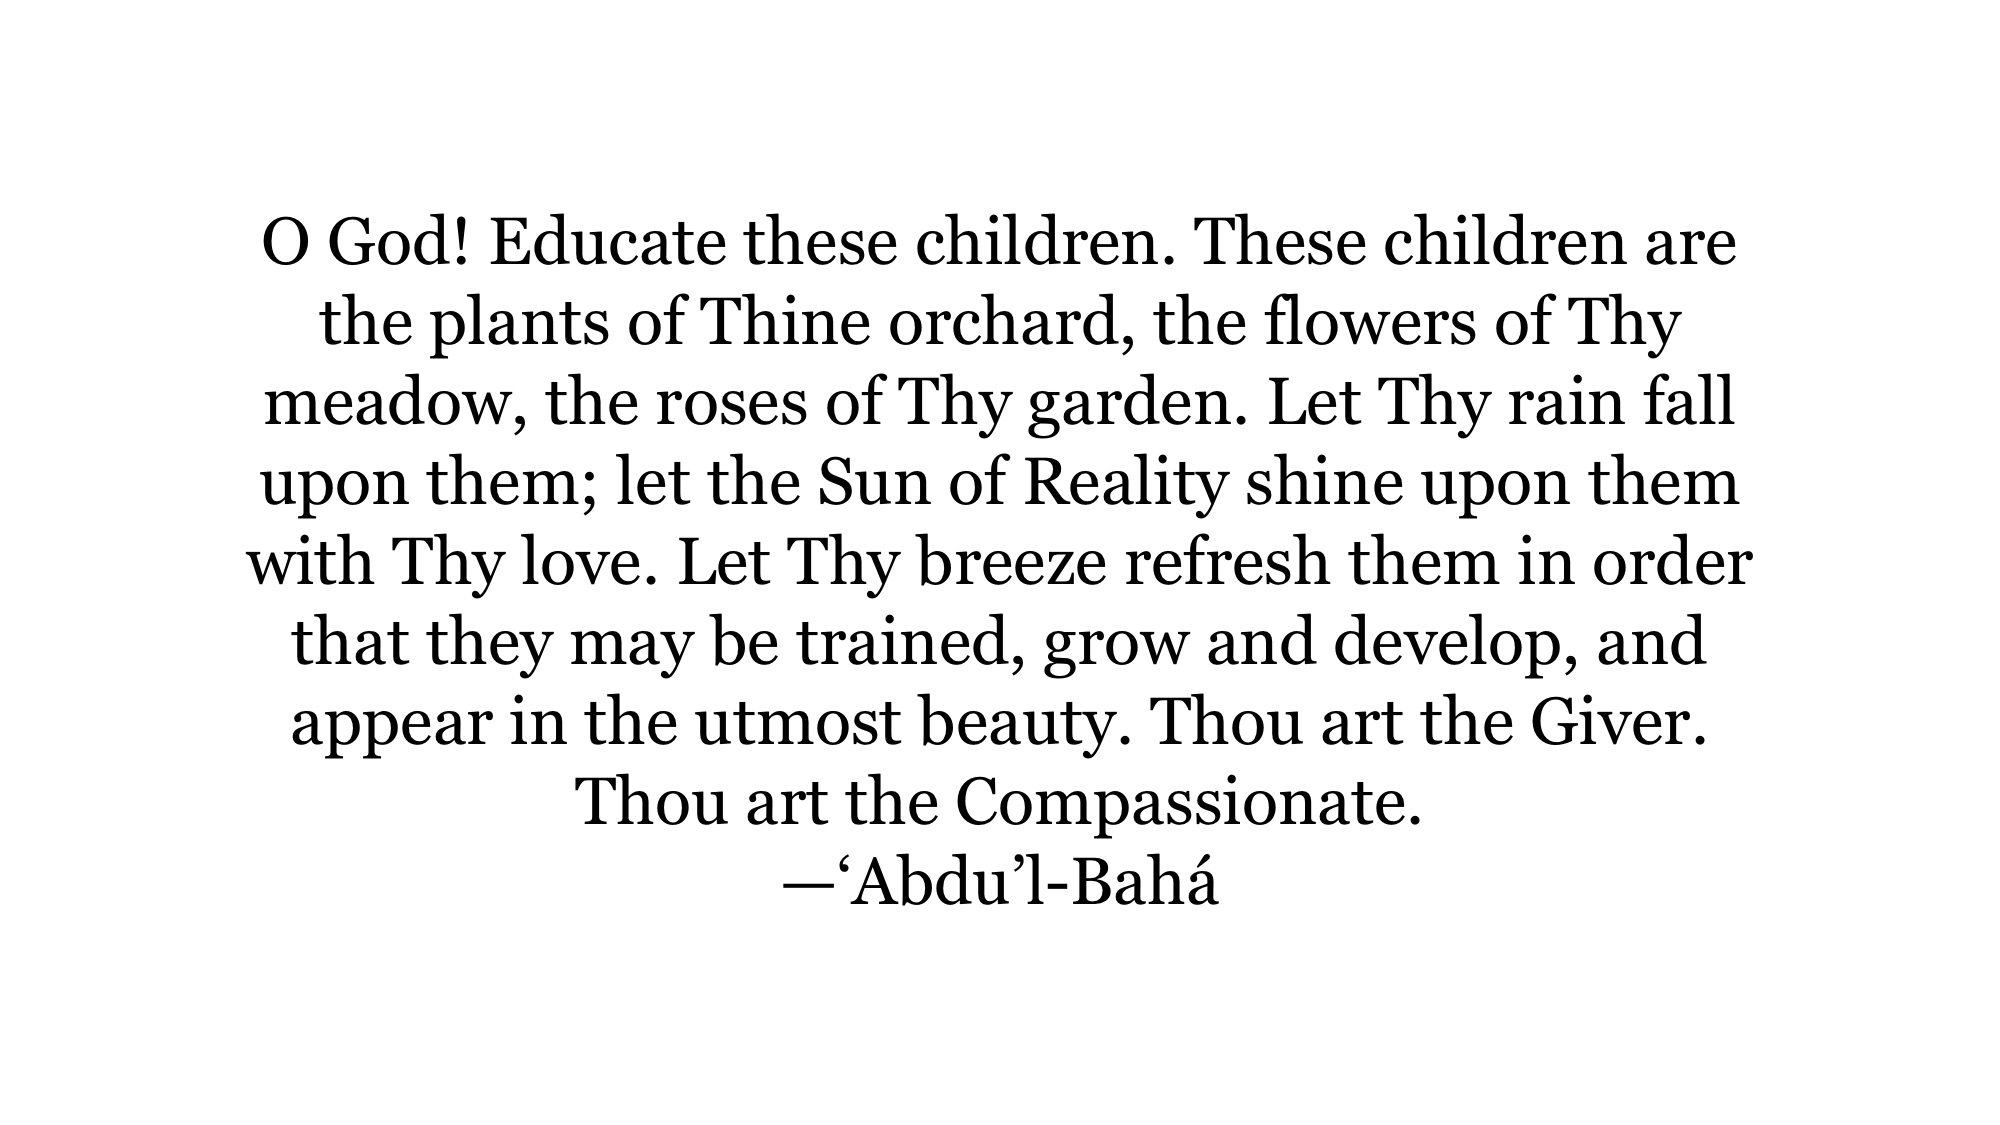 O God! Educate these children. These children are
the plants of Thine orchard, the flowers of Thy
meadow, the roses of Thy garden. Let Thy rain fall
upon them; let the Sun of Reality shine upon them
with Thy love. Let Thy breeze refresh them in order
that they may be trained, grow and develop, and
appear in the utmost beauty. Thou art the Giver.
Thou art the Compassionate.
—‘Abdu’l-Bahá